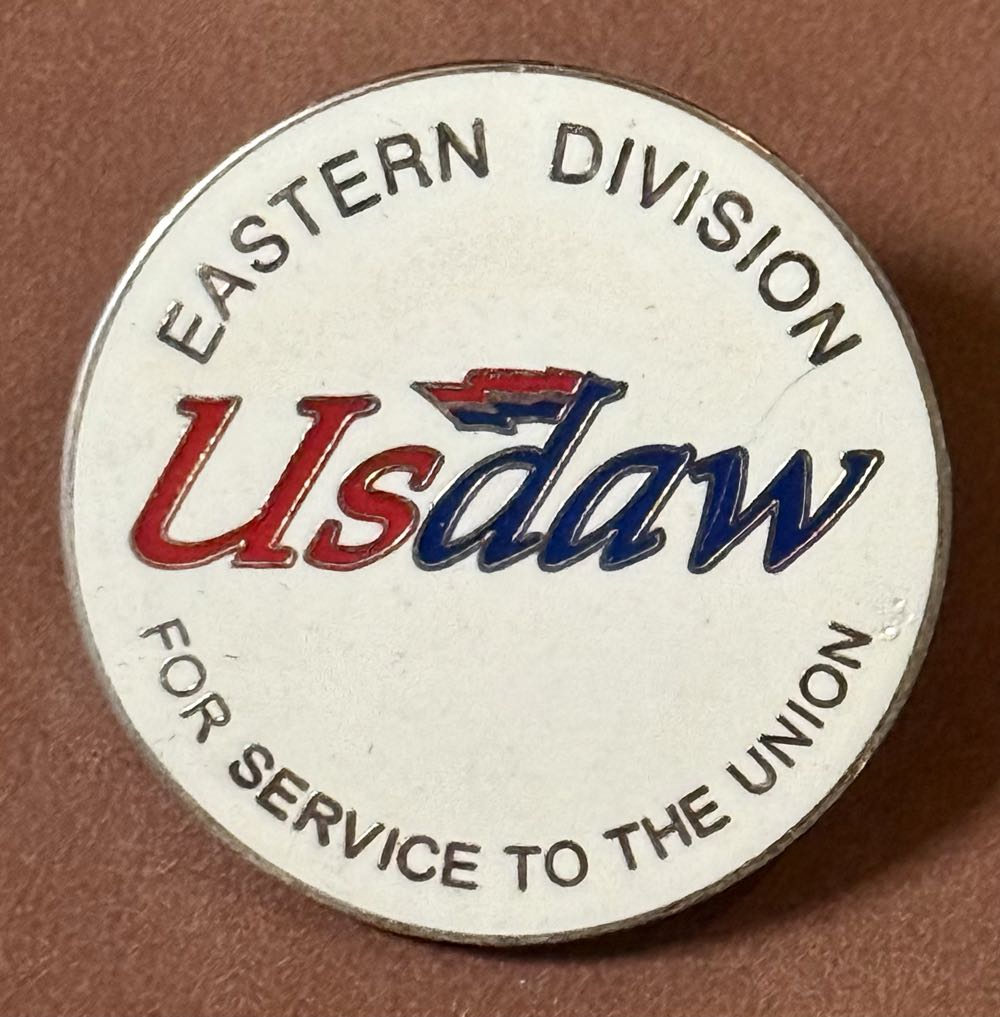 EASTERN DIVISION
Usdaw
FOR SERVICE TO THE UNION